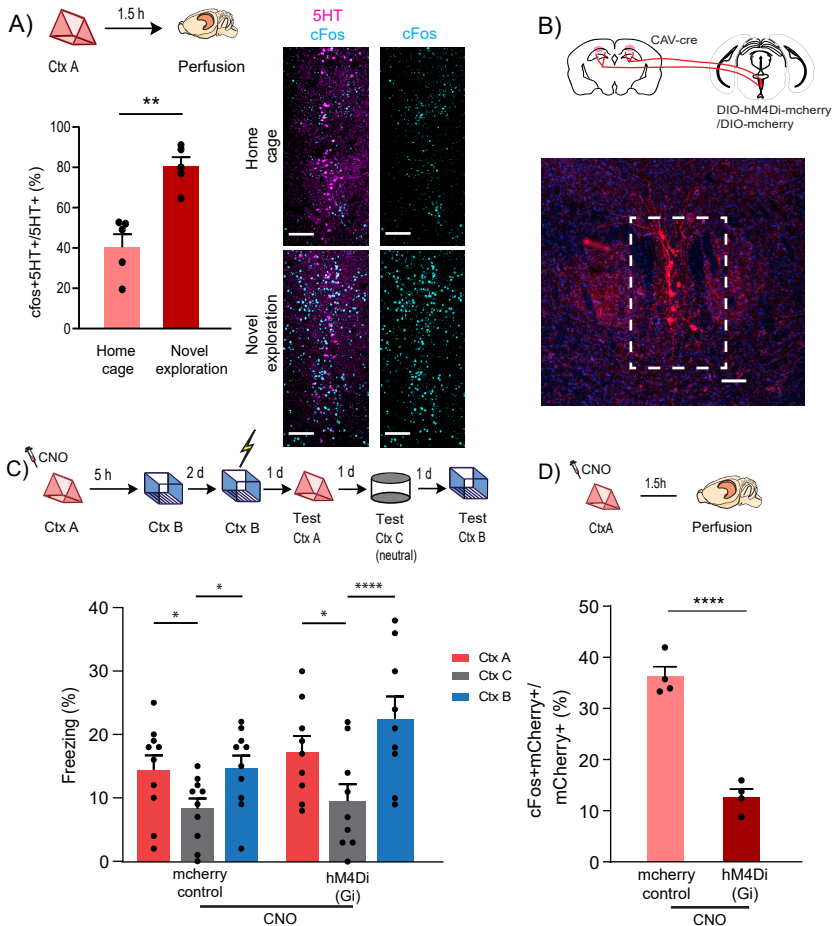 A)
1.5 h
Ctx A
Perfusion
5HT
cFos
cFos
**
cfos+5HT+/5HT+ (%)
100
80
60
40
20
0
Home
cage
Novel
exploration
Home
cage
Novel
exploration
B)
CAV-cre
DIO-hM4Di-mcherry
/DIO-mcherry
C)
CNO
5 h
2 d
1 d
1 d
1 d
Ctx A
Ctx B
Ctx B
Test
Ctx A
Test
Ctx C
(neutral)
Test
Ctx B
Freezing (%)
40
30
20
10
0
*
*
*
****
Ctx A
Ctx C
Ctx B
mcherry
control
hM4Di
(Gi)
CNO
D)
CNO
1.5h
CtxA
Perfusion
****
cFos+mCherry+/
mCherry+ (%)
50
40
30
20
10
0
mcherry
control
hM4Di
(Gi)
CNO